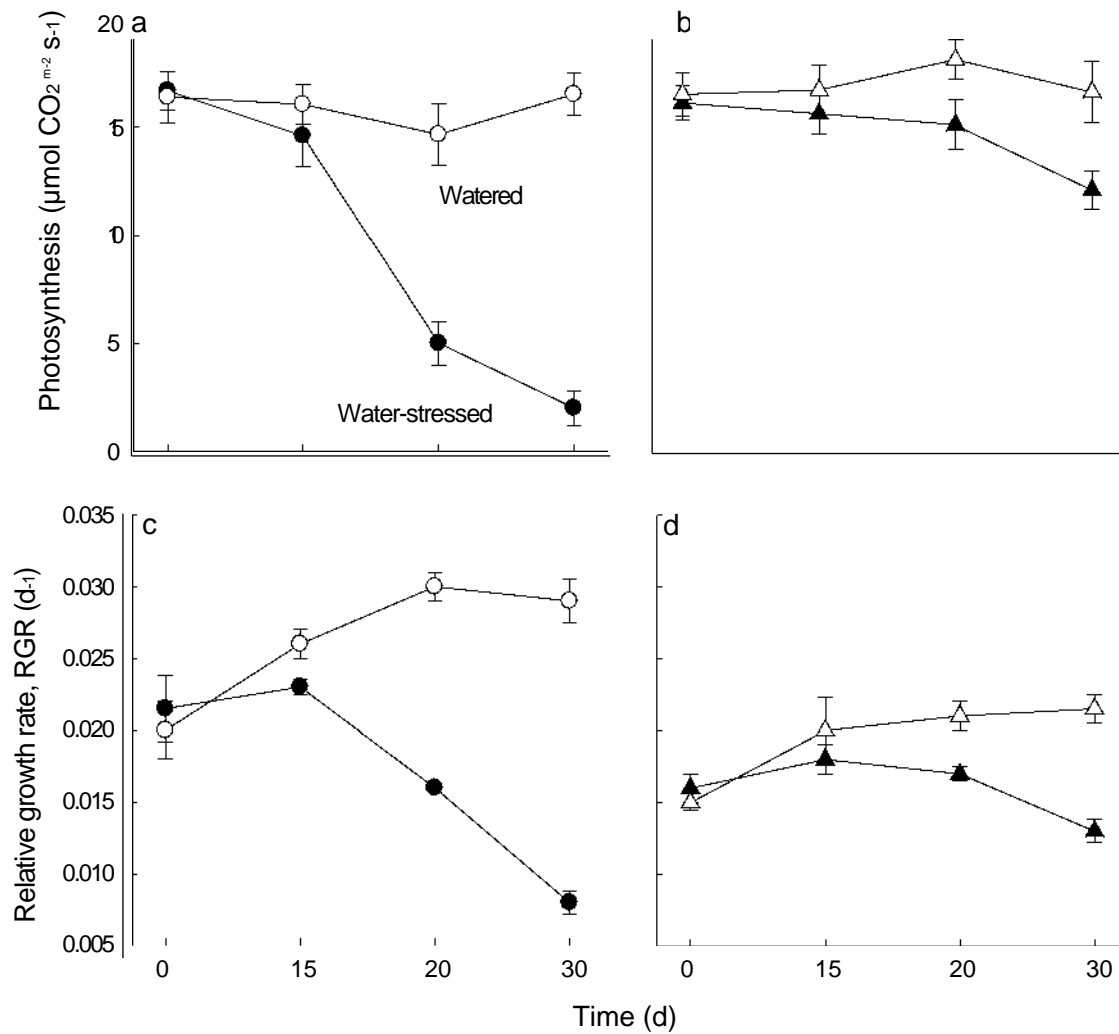 20
a
b
15
10
5
0
Photosynthesis (µmol CO2 m-2 s-1)
Watered
Water-stressed
0.035
c
d
0.030
0.025
0.020
0.015
0.010
0.005
Relative growth rate, RGR (d-1)
0 15 20 30
0 15 20 30
Time (d)